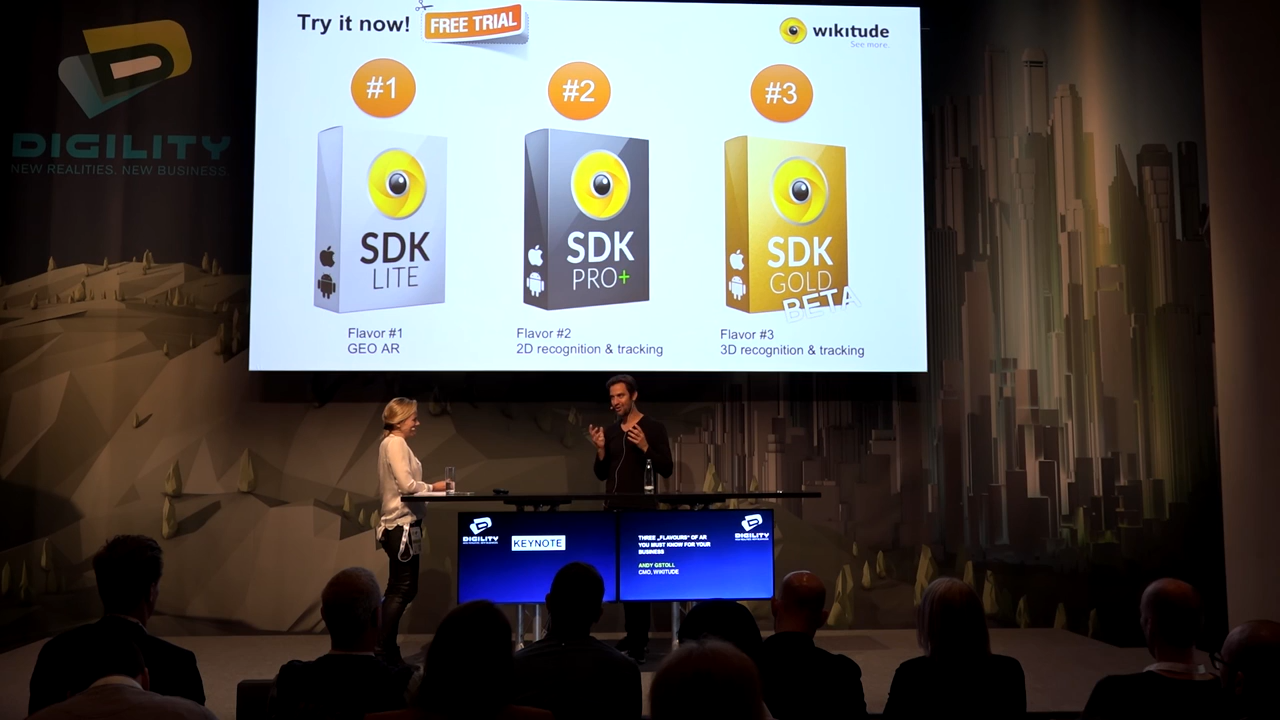 Try it now!
FREE TRIAL
wikitude
See more.
#1
#2
#3
SDK
LITE
SDK
PRO+
SDK
GOLD
BETA
Flavor #1
GEO AR
Flavor #2
2D recognition & tracking
Flavor #3
3D recognition & tracking
DIGILITY
NEW REALITIES. NEW BUSINESS.
DIGILITY
KEYNOTE
DIGILITY
THREE „FLAVOURS“ OF AR
YOU MUST KNOW FOR YOUR
BUSINESS
ANDY GSTOLL
CMO, WIKITUDE